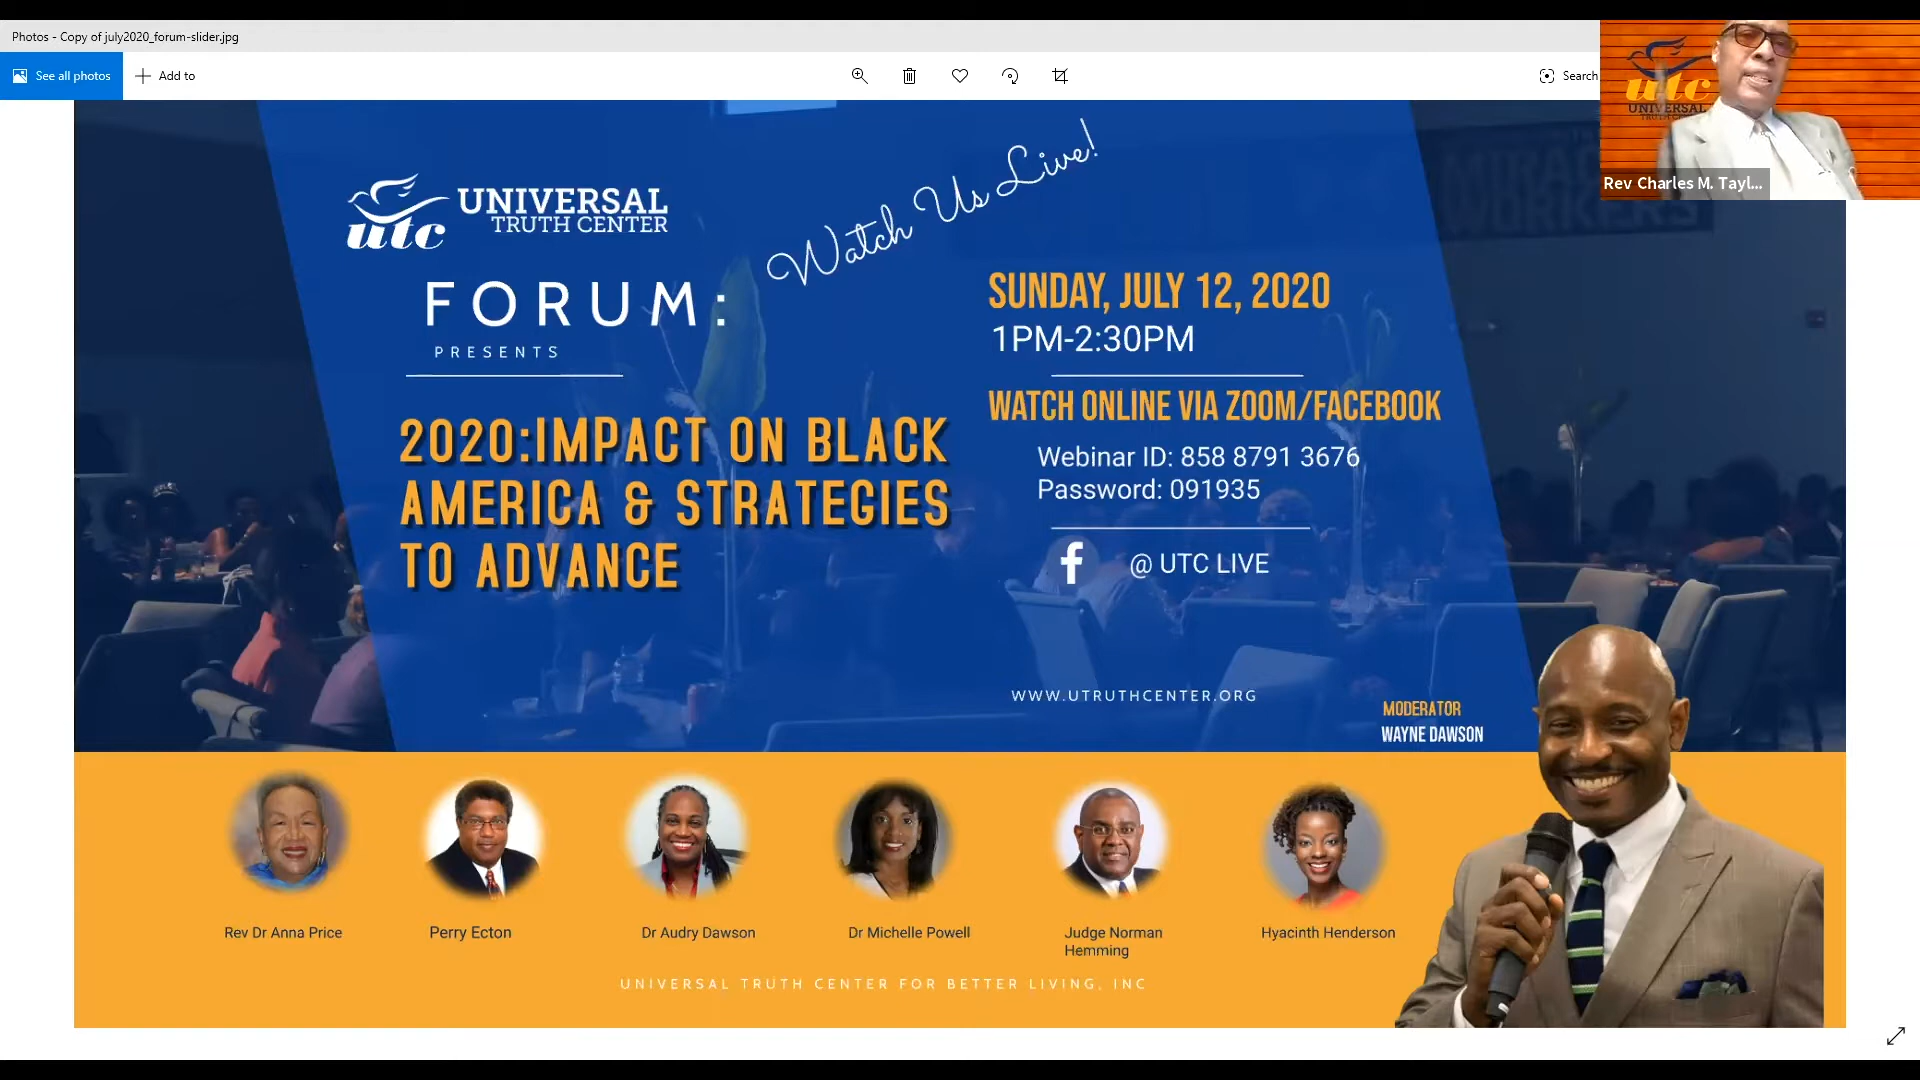 Photos - Copy of july2020_forum-slider.jpg
See all photos
Add to
Search
utc
UNIVERSAL
Rev Charles M. Tayl...
WORKERS
utc
UNIVERSAL
TRUTH CENTER
Watch Us Live!
FORUM:
PRESENTS
2020:IMPACT ON BLACK
AMERICA & STRATEGIES
TO ADVANCE
SUNDAY, JULY 12, 2020
1PM-2:30PM
WATCH ONLINE VIA ZOOM/FACEBOOK
Webinar ID: 858 8791 3676
Password: 091935
f @ UTC LIVE
WWW.UTRUTHCENTER.ORG
MODERATOR
WAYNE DAWSON
Rev Dr Anna Price
Perry Ecton
Dr Audry Dawson
Dr Michelle Powell
Judge Norman
Hemming
Hyacinth Henderson
UNIVERSAL TRUTH CENTER FOR BETTER LIVING, INC